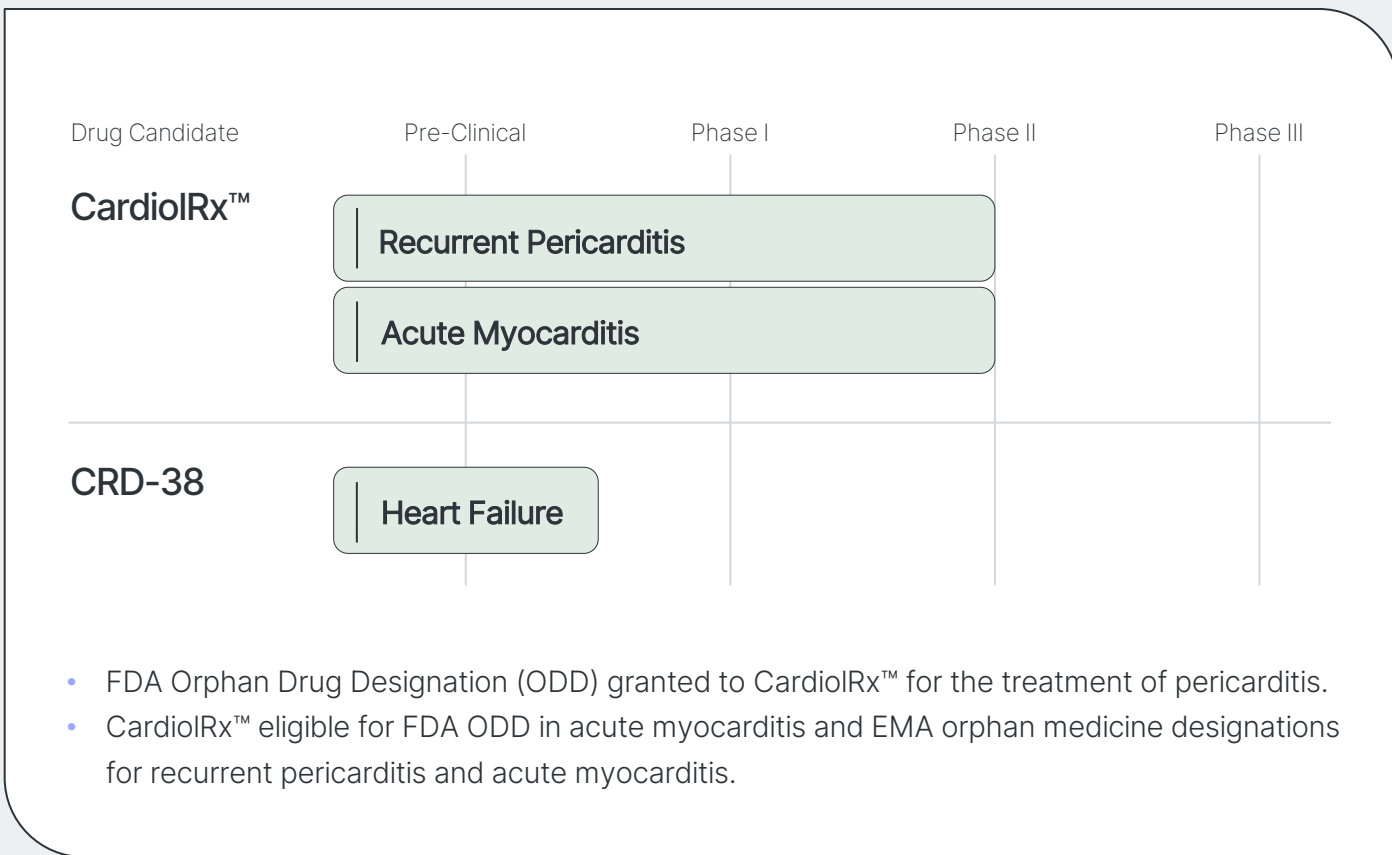 Drug Candidate Pre-Clinical Phase I Phase II Phase III
CardiolRx™
Recurrent Pericarditis
Acute Myocarditis
CRD-38
Heart Failure
• FDA Orphan Drug Designation (ODD) granted to CardiolRx™ for the treatment of pericarditis.
• CardiolRx™ eligible for FDA ODD in acute myocarditis and EMA orphan medicine designations
for recurrent pericarditis and acute myocarditis.